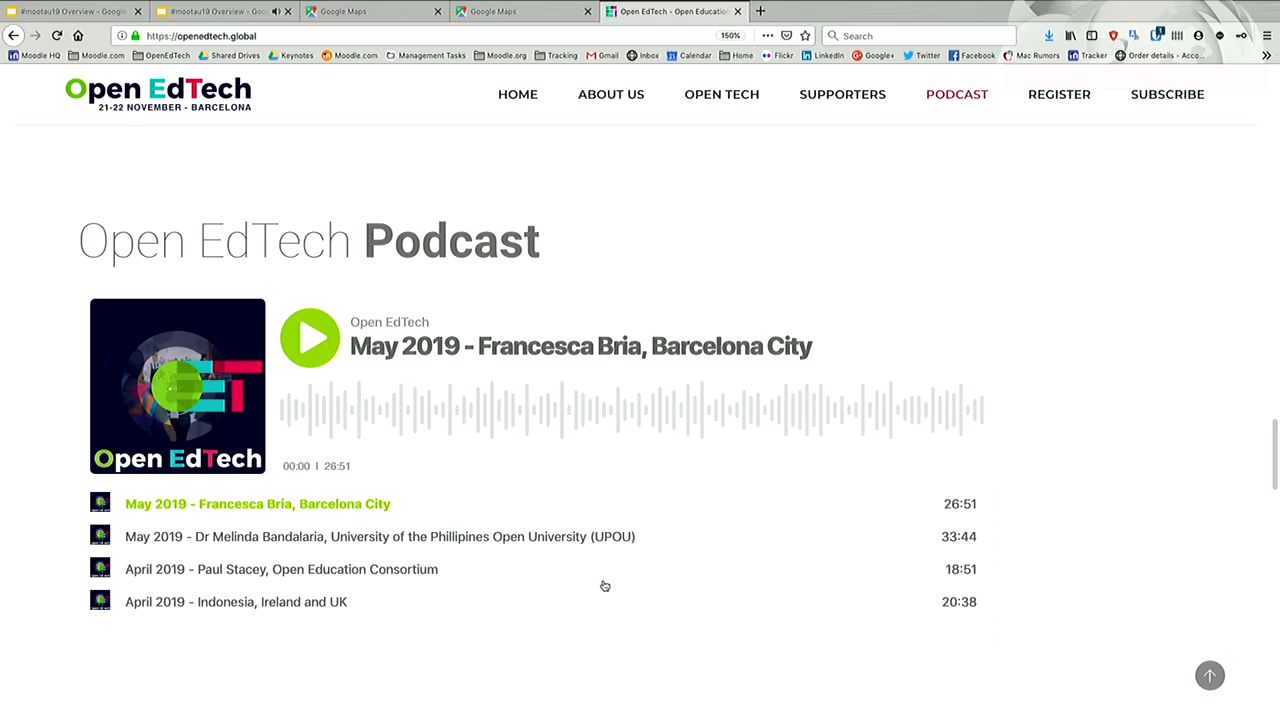 #mootau19 Overview - Google
#mootau19 Overview - Goo
Google Maps
Google Maps
Open EdTech - Open Education
https://openedtech.global
150%
Search
Moodle HQ
Moodle.com
OpenEdTech
Shared Drives
Keynotes
Moodle.com
Management Tasks
Moodle.org
Tracking
Gmail
Inbox
Calendar
Home
Flickr
LinkedIn
Google+
Twitter
Facebook
Mac Rumors
Tracker
Order details - Acco...
Open EdTech
21-22 NOVEMBER - BARCELONA
HOME
ABOUT US
OPEN TECH
SUPPORTERS
PODCAST
REGISTER
SUBSCRIBE
Open EdTech Podcast
Open EdTech
May 2019 - Francesca Bria, Barcelona City
Open EdTech
00:00 | 26:51
May 2019 - Francesca Bria, Barcelona City 26:51
May 2019 - Dr Melinda Bandalaria, University of the Phillipines Open University (UPOU) 33:44
April 2019 - Paul Stacey, Open Education Consortium 18:51
April 2019 - Indonesia, Ireland and UK 20:38